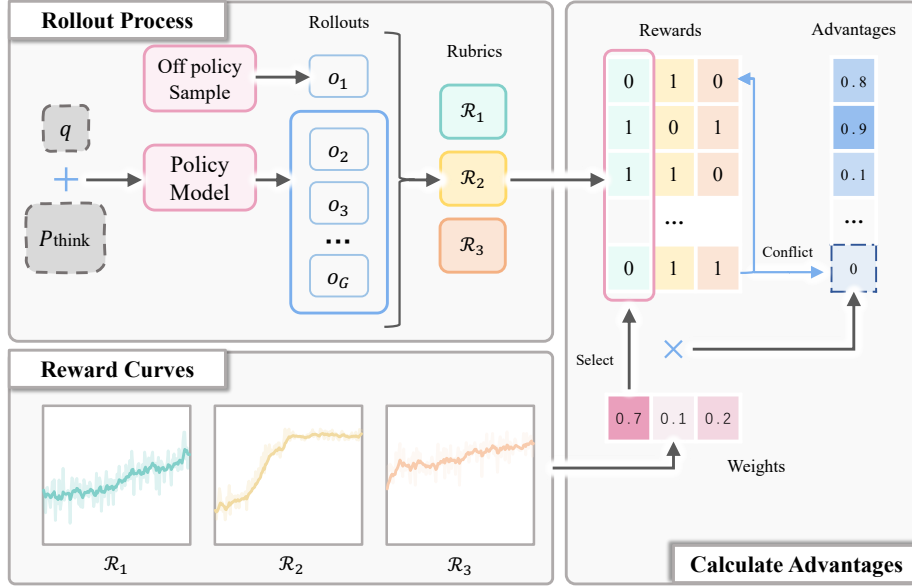 Rollout Process
Rollouts
Off policy
Sample
o1
q
+
Pthink
Policy
Model
o2
o3
...
oG
Rubrics
ℛ1
ℛ2
ℛ3
Rewards
Advantages
0 1 0
1 0 1
1 1 0
...
0 1 1
0.8
0.9
0.1
...
0
Conflict
Select
×
0.7 0.1 0.2
Weights
Calculate Advantages
Reward Curves
ℛ1
ℛ2
ℛ3